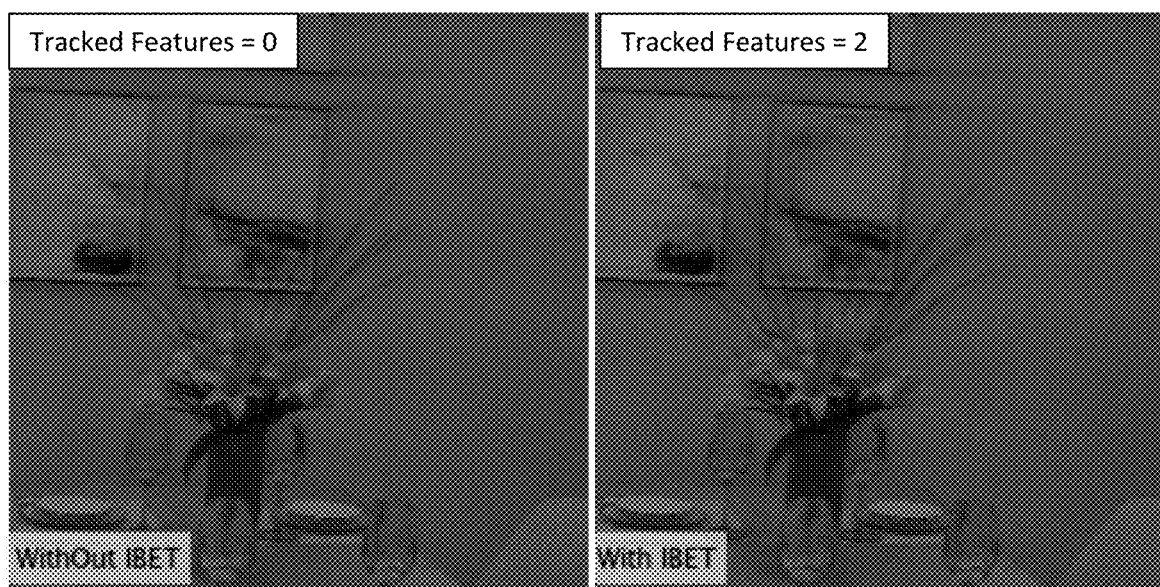 Tracked Features = 0
Tracked Features = 2
WithOut IBET
With IBET